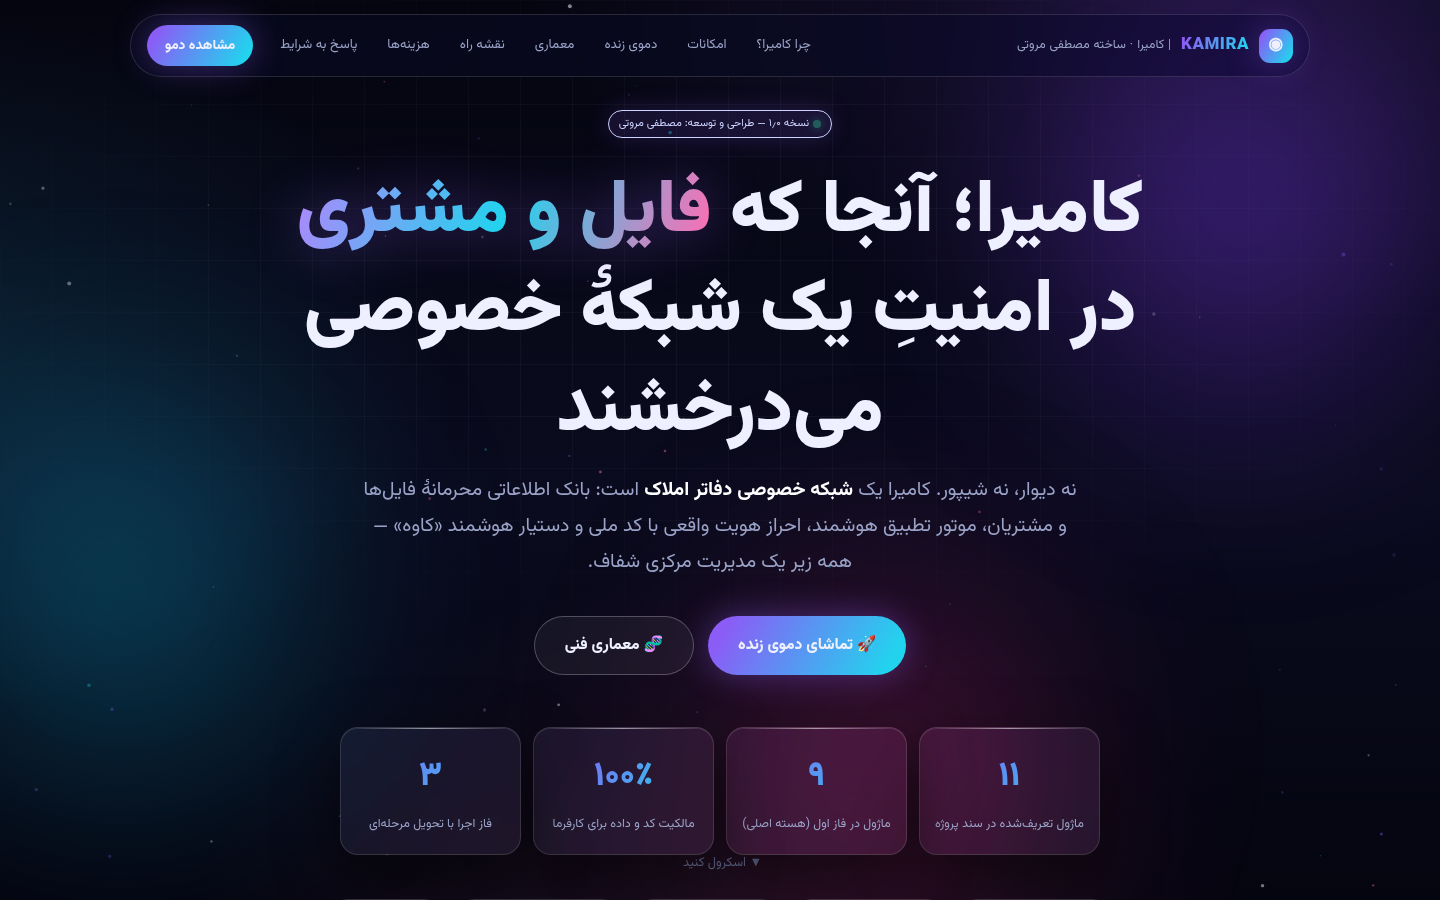 KAMIRA | کامیرا · ساخته مصطفی مروتی
چرا کامیرا؟ امکانات دموی زنده معماری نقشه راه هزینه‌ها پاسخ به شرایط مشاهده دمو
نسخه ۱٫۰ — طراحی و توسعه: مصطفی مروتی
کامیرا؛ آنجا که فایل و مشتری
در امنیتِ یک شبکهٔ خصوصی
می‌درخشند
نه دیوار، نه شیپور. کامیرا یک شبکه خصوصی دفاتر املاک است: بانک اطلاعاتی محرمانهٔ فایل‌ها
و مشتریان، موتور تطبیق هوشمند، احراز هویت واقعی با کد ملی و دستیار هوشمند «کاوه» —
همه زیر یک مدیریت مرکزی شفاف.
🚀 تماشای دموی زنده 🧬 معماری فنی
۱۱
ماژول تعریف‌شده در سند پروژه
۹
ماژول در فاز اول (هسته اصلی)
۱۰۰٪
مالکیت کد و داده برای کارفرما
۳
فاز اجرا با تحویل مرحله‌ای
▼ اسکرول کنید